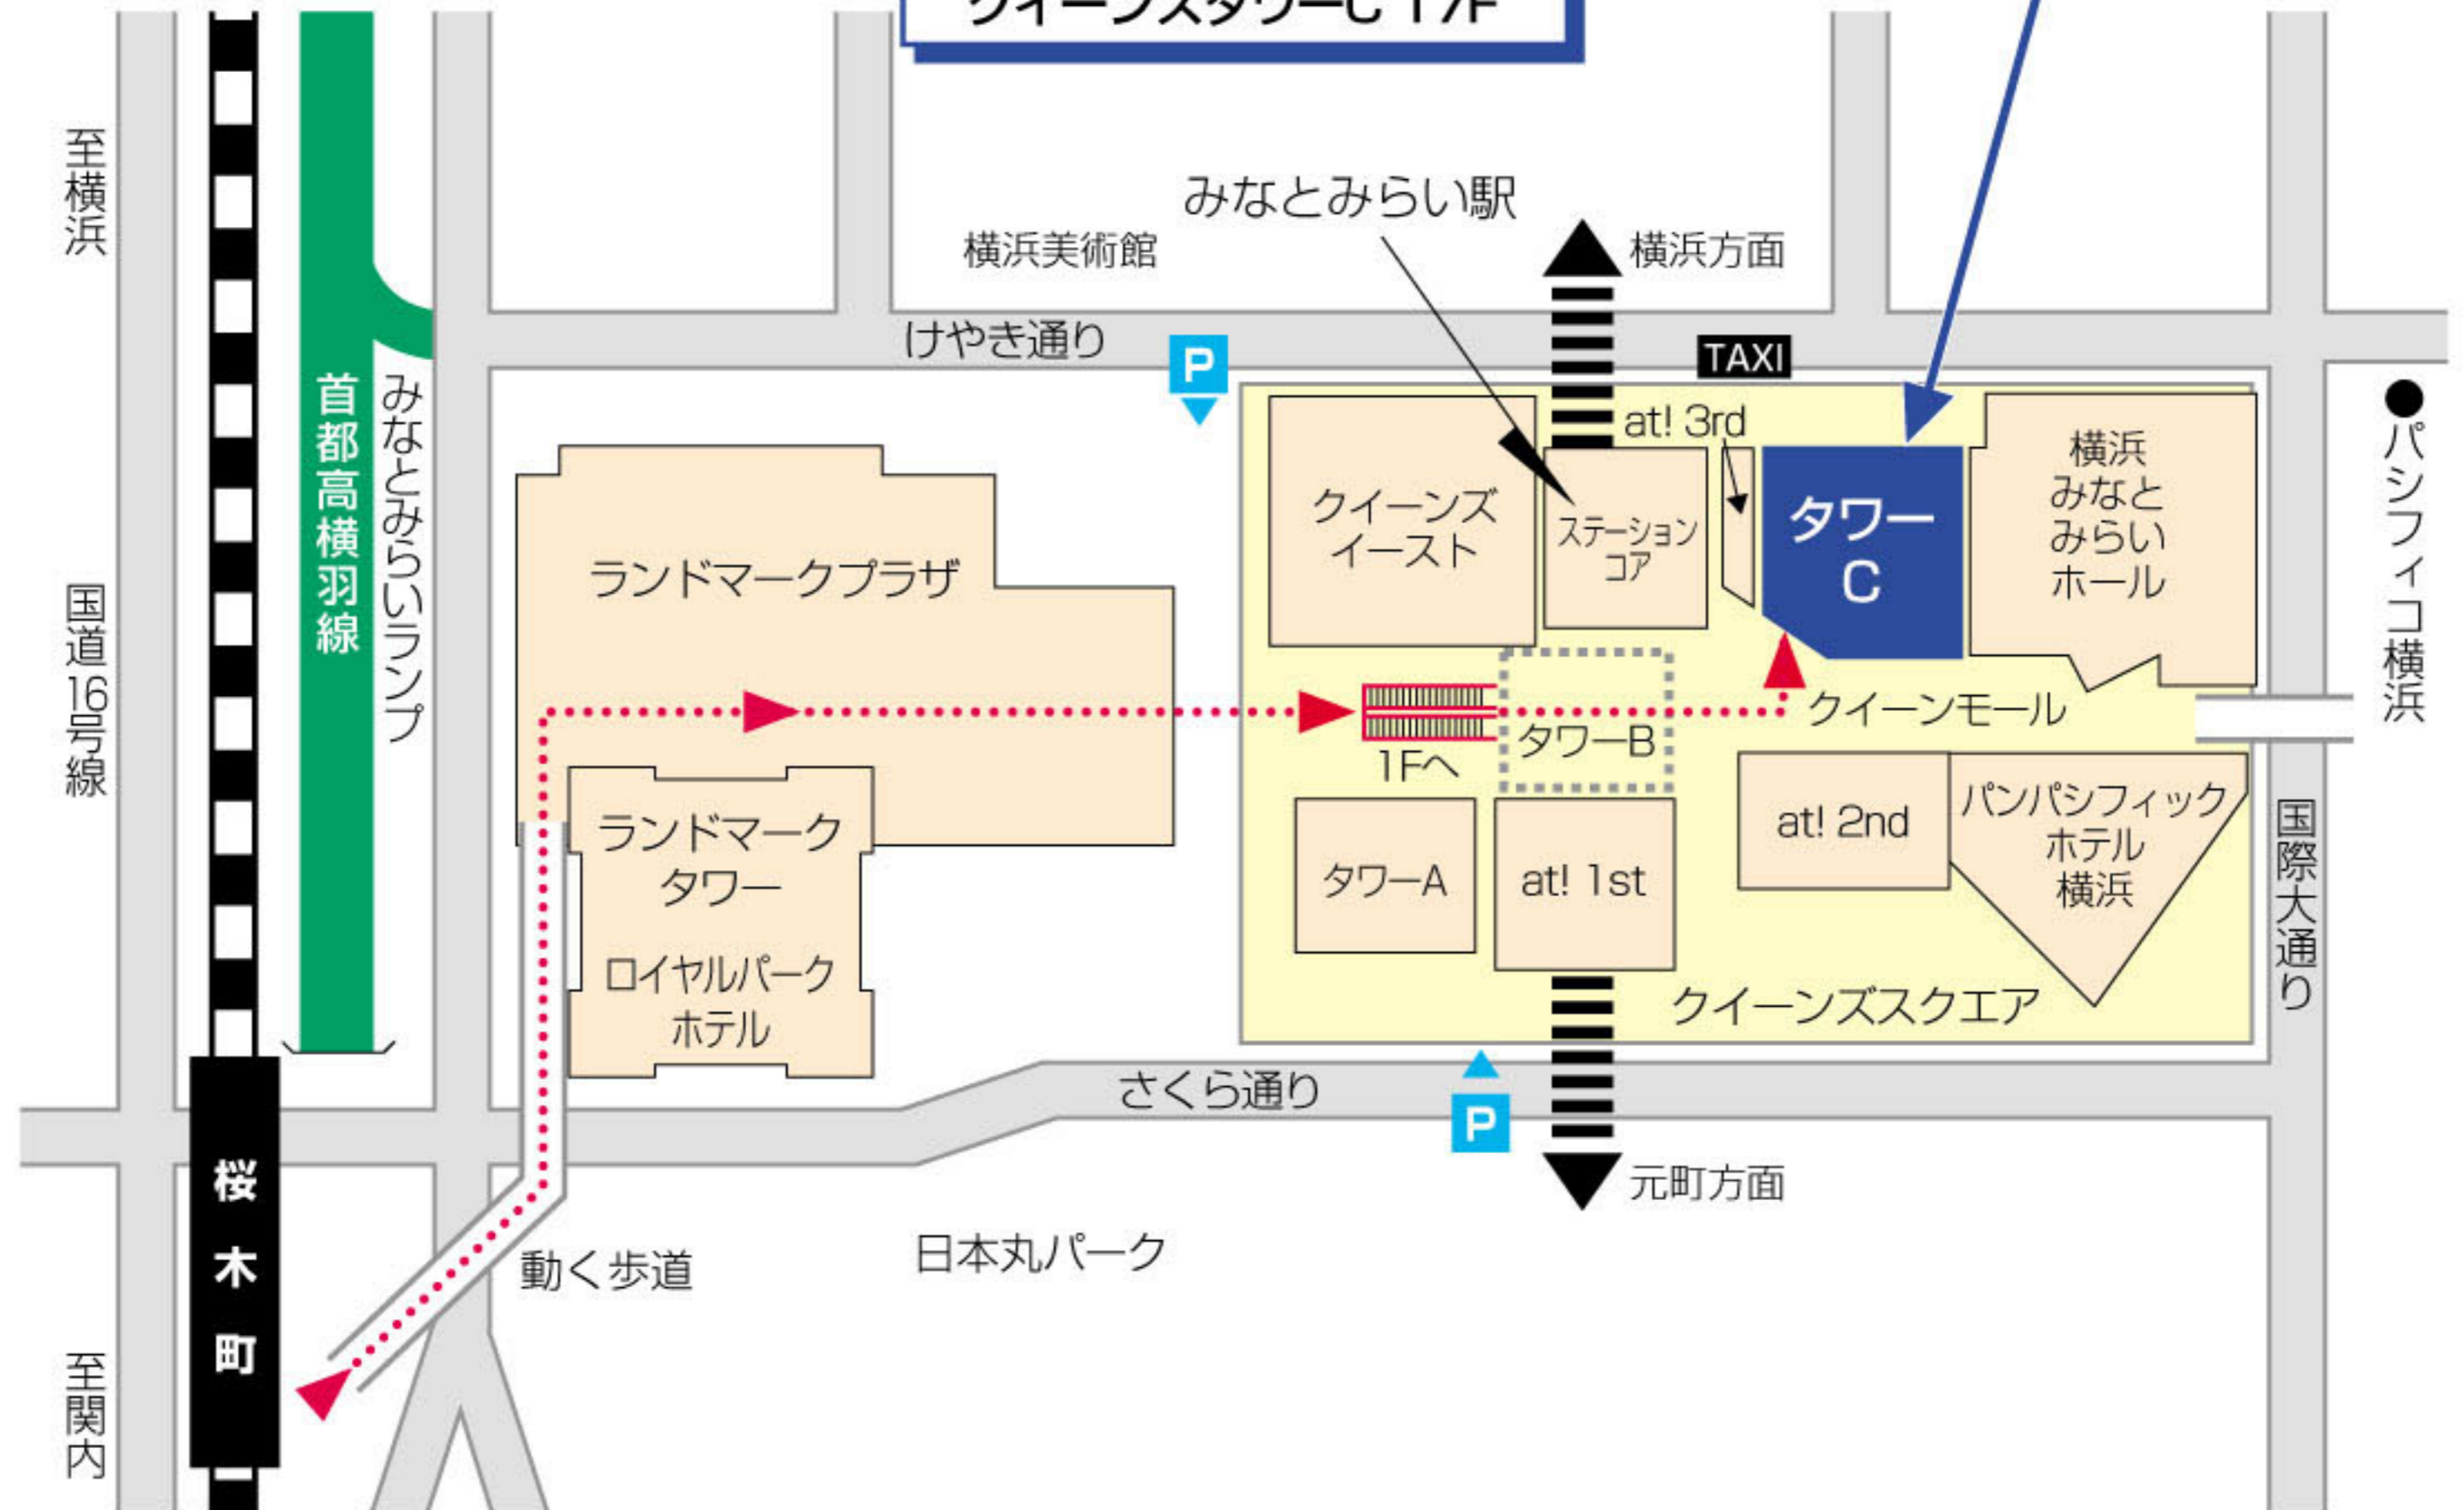 クイーンズタワーC 17F
至横浜
国道16号線
至関内
首都高横羽線
みなとみらいランプ
桜木町
動く歩道
日本丸パーク
横浜美術館
みなとみらい駅
横浜方面
けやき通り
P
TAXI
at! 3rd
クイーンズ
イースト
ステーション
コア
タワー
C
横浜
みなと
みらい
ホール
●パシフィコ横浜
ランドマークプラザ
クイーンモール
1Fへ
タワーB
ランドマーク
タワー
ロイヤルパーク
ホテル
タワーA
at! 1st
at! 2nd
パンパシフィック
ホテル
横浜
国際大通り
クイーンズスクエア
さくら通り
P
元町方面